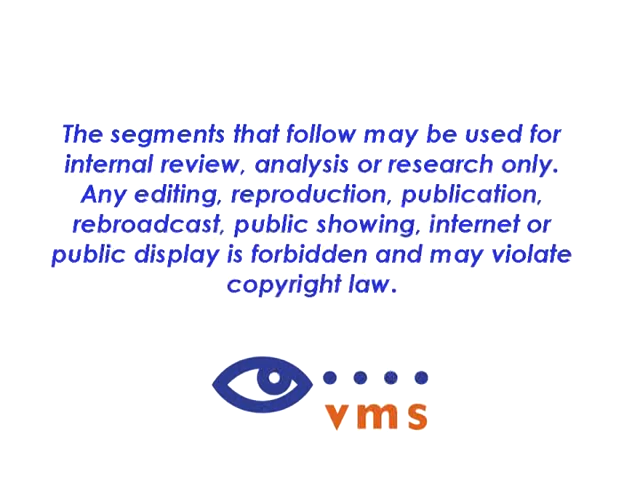 The segments that follow may be used for
internal review, analysis or research only.
Any editing, reproduction, publication,
rebroadcast, public showing, internet or
public display is forbidden and may violate
copyright law.
vms